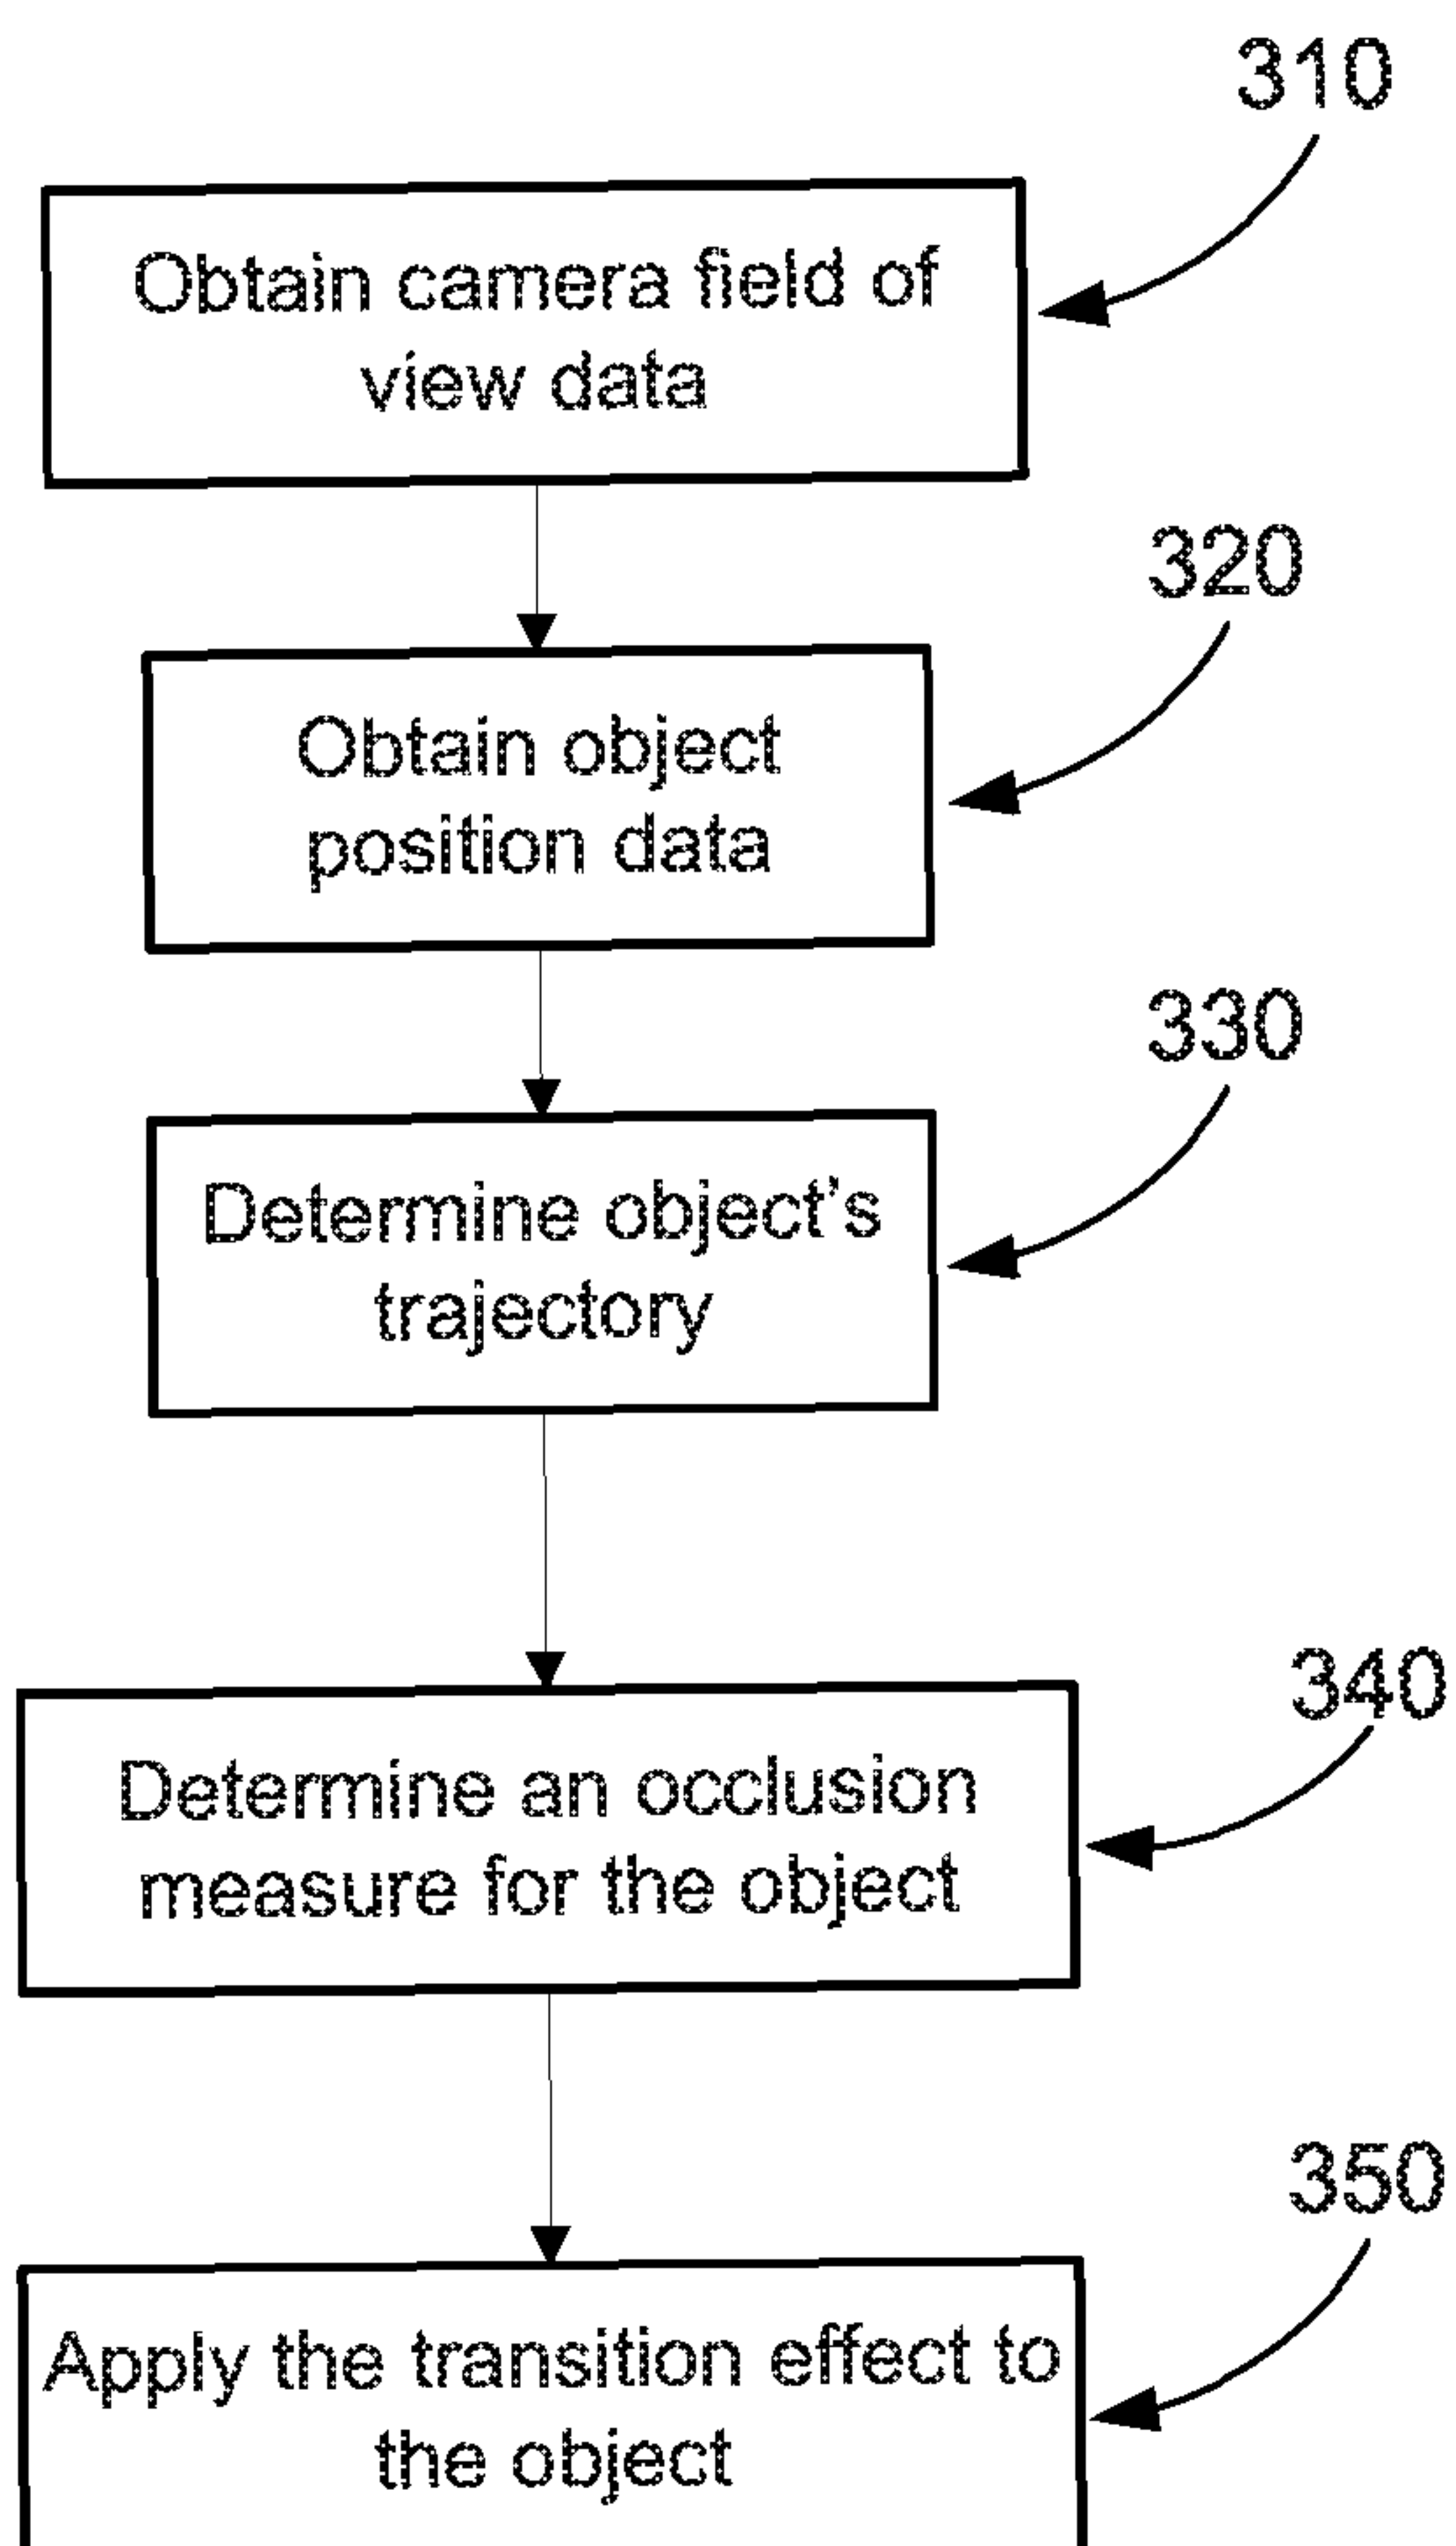 310
Obtain camera field of
view data
320
Obtain object
position data
330
Determine object's
trajectory
340
Determine an occlusion
measure for the object
350
Apply the transition effect to
the object